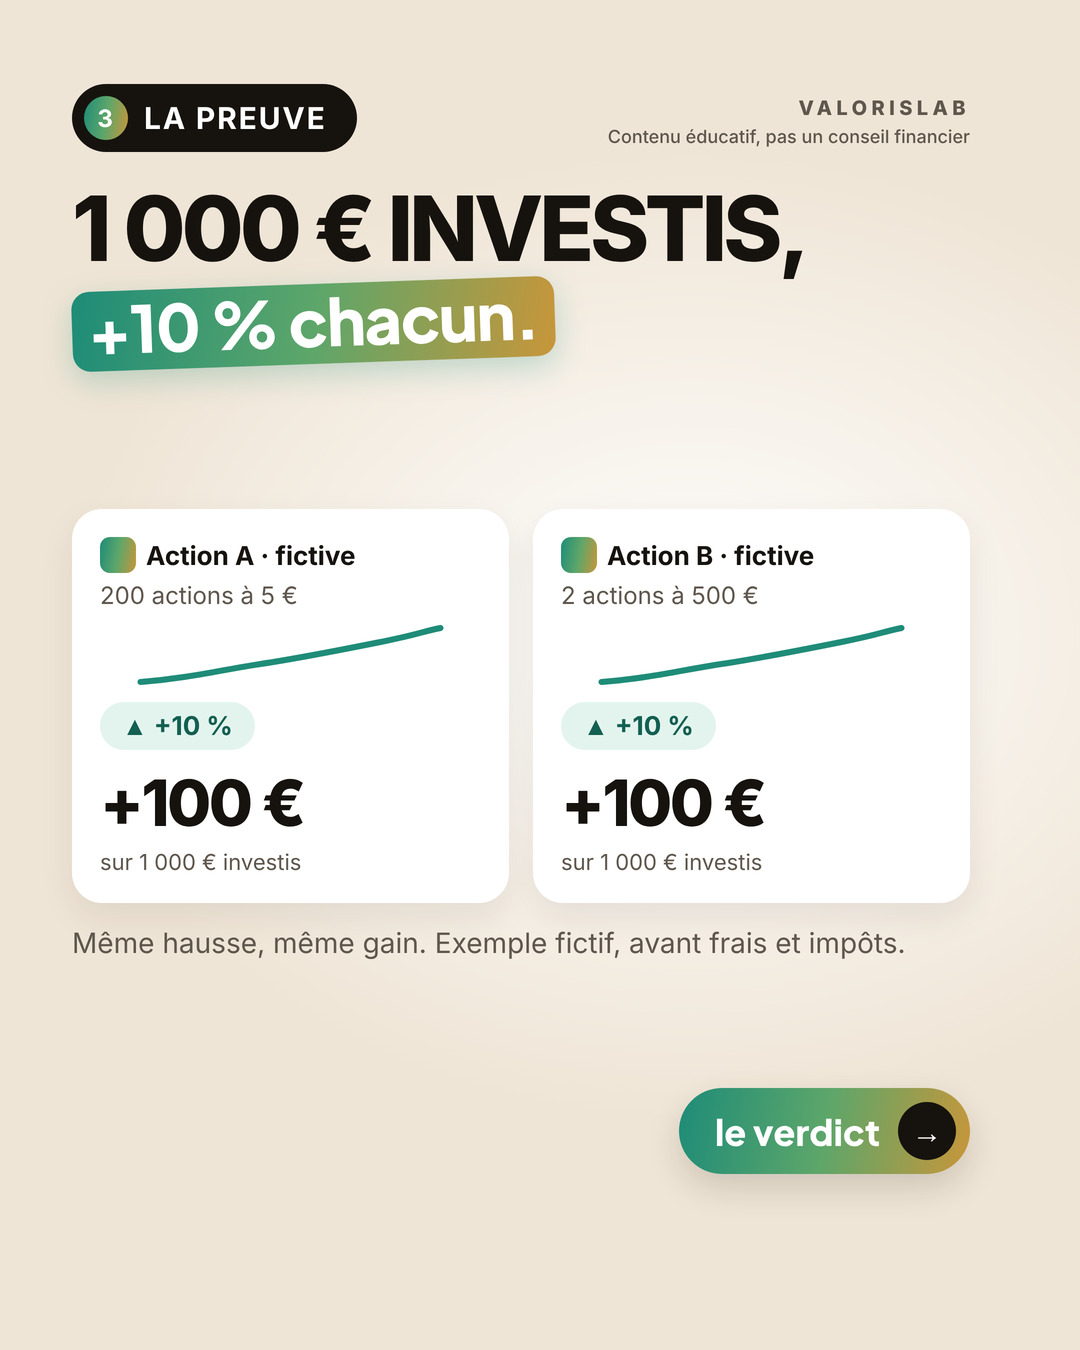 3 LA PREUVE
VALORISLAB
Contenu éducatif, pas un conseil financier
1 000 € INVESTIS,
+10 % chacun.
Action A · fictive
200 actions à 5 €
▲ +10 %
+100 €
sur 1 000 € investis
Action B · fictive
2 actions à 500 €
▲ +10 %
+100 €
sur 1 000 € investis
Même hausse, même gain. Exemple fictif, avant frais et impôts.
le verdict →